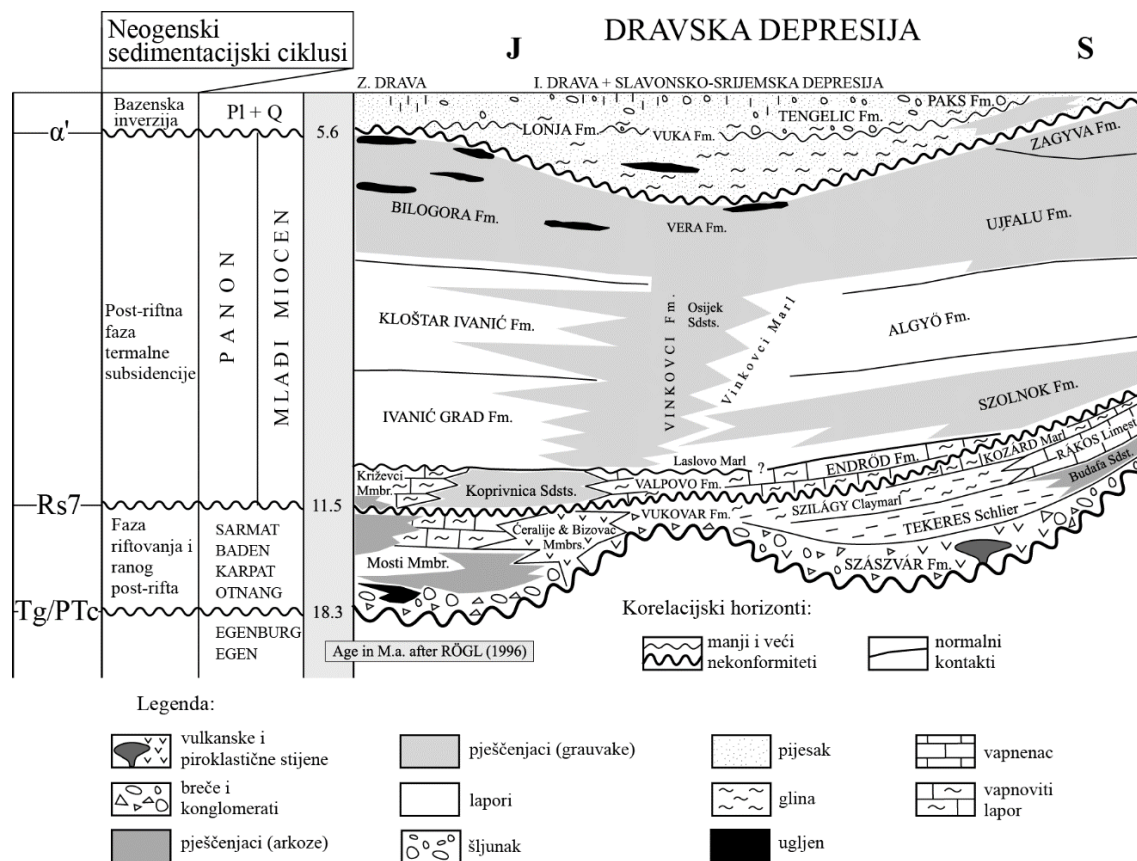 Neogenski
sedimentacijski ciklusi
DRAVSKA DEPRESIJA
J
S
Z. DRAVA
I. DRAVA + SLAVONSKO-SRIJEMSKA DEPRESIJA
Bazenska
inverzija
Pl + Q
α'
5.6
Post-riftna
faza
termalne
subsidencije
PANON
MLAĐI MIOCEN
Rs7
11.5
Faza
riftovanja i
ranog
post-rifta
SARMAT
BADEN
KARPAT
OTNANG
Tg/PTc
18.3
EGENBURG
EGEN
PAKS Fm.
TENGELIC Fm.
LONJA Fm.
VUKA Fm.
ZAGYVA Fm.
BILOGORA Fm.
VERA Fm.
UJFALU Fm.
KLOŠTAR IVANIĆ Fm.
VINKOVCI Fm.
Osijek
Sdsts.
Vinkovci Marl
ALGYÖ Fm.
IVANIĆ GRAD Fm.
SZOLNOK Fm.
Laslovo Marl
?
ENDRÖD Fm.
KOZÁRD Marl
RÁKOS Limest.
Križevci
Mmbr.
Koprivnica Sdsts.
VALPOVO Fm.
Budafa Sdst.
VUKOVAR Fm.
SZILÁGY Claymarl
Ćeralije & Bizovac
Mmbrs.
TEKERES Schlier
Mosti Mmbr.
SZÁSZVÁR Fm.
Age in M.a. after RÖGL (1996)
Korelacijski horizonti:
manji i veći
nekonformiteti
normalni
kontakti
Legenda:
vulkanske i
piroklastične stijene
pješčenjaci (grauvake)
pijesak
vapnenac
breče i
konglomerati
lapori
glina
vapnoviti
lapor
pješčenjaci (arkoze)
šljunak
ugljen